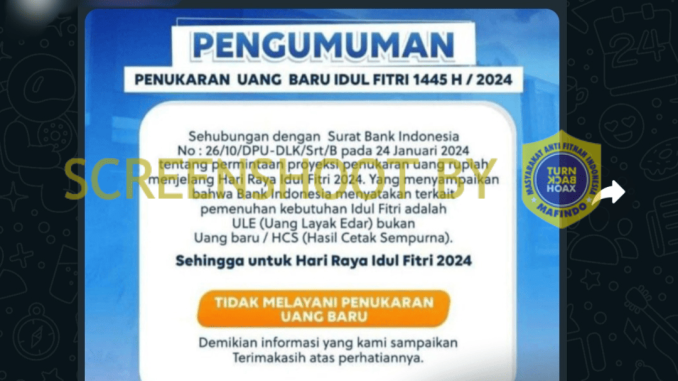 PENGUMUMAN
PENUKARAN UANG BARU IDUL FITRI 1445 H / 2024
Sehubungan dengan Surat Bank Indonesia
No : 26/10/DPU-DLK/Srt/B pada 24 Januari 2024
tentang permintaan proyeksi penukaran uang rupiah
menjelang Hari Raya Idul Fitri 2024. Yang menyampaikan
bahwa Bank Indonesia menyatakan terkait
pemenuhan kebutuhan Idul Fitri adalah
ULE (Uang Layak Edar) bukan
Uang baru / HCS (Hasil Cetak Sempurna).
Sehingga untuk Hari Raya Idul Fitri 2024
TIDAK MELAYANI PENUKARAN
UANG BARU
Demikian informasi yang kami sampaikan
Terimakasih atas perhatiannya.
SCREENSHOOT BY
MASYARAKAT ANTI FITNAH INDONESIA
TURN
BACK
HOAX
MAFINDO
24